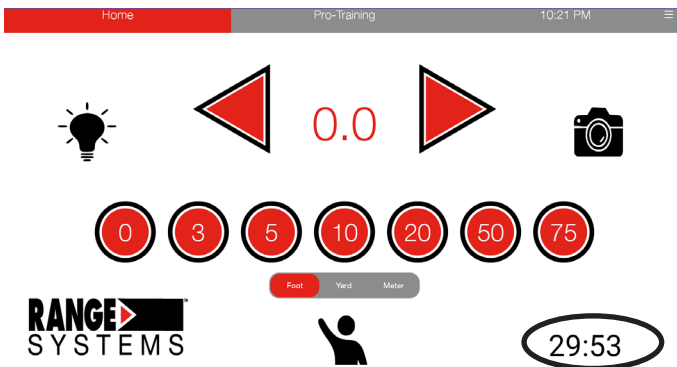 Home Pro-Training 10:21 PM
0.0
0 3 5 10 20 50 75
Foot Yard Meter
RANGE
SYSTEMS
29:53